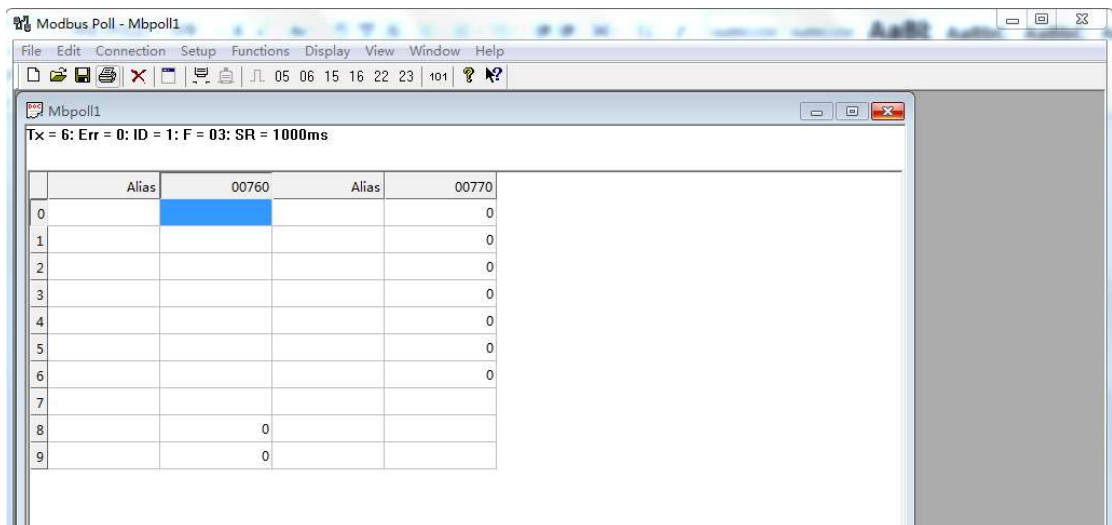 Modbus Poll - Mbpoll1
File Edit Connection Setup Functions Display View Window Help
05 06 15 16 22 23 101
Mbpoll1
Tx = 6: Err = 0: ID = 1: F = 03: SR = 1000ms
Alias 00760 Alias 00770
0 0
1 0
2 0
3 0
4 0
5 0
6 0
7
8 0
9 0